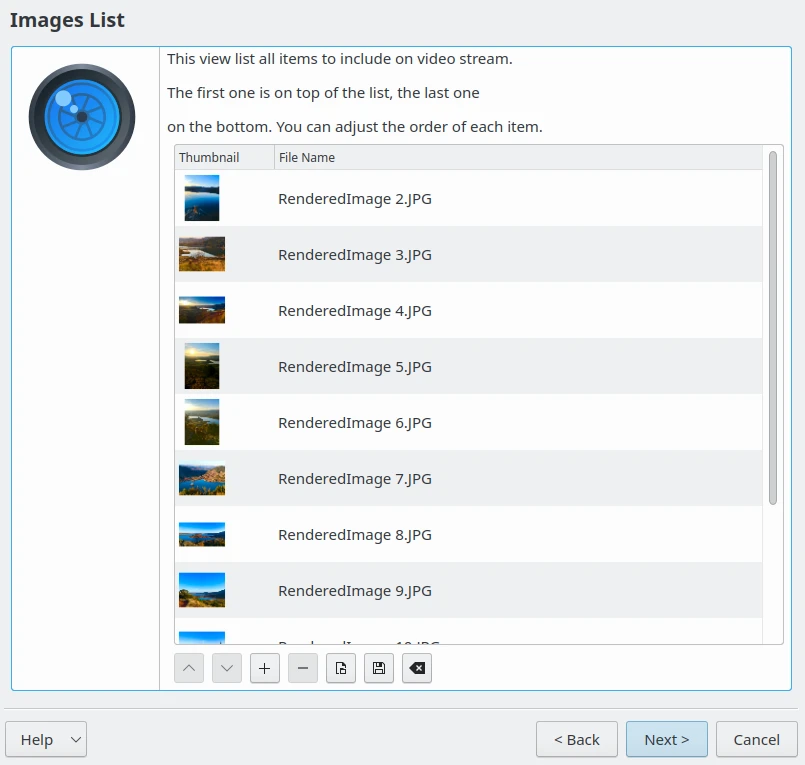 Images List
This view list all items to include on video stream.
The first one is on top of the list, the last one
on the bottom. You can adjust the order of each item.
Thumbnail File Name
RenderedImage 2.JPG
RenderedImage 3.JPG
RenderedImage 4.JPG
RenderedImage 5.JPG
RenderedImage 6.JPG
RenderedImage 7.JPG
RenderedImage 8.JPG
RenderedImage 9.JPG
RenderedImage 10.JPG
Help < Back Next > Cancel